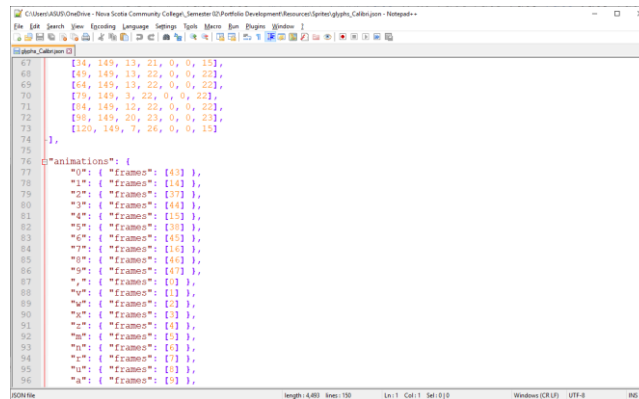 C:\Users\ASUS\OneDrive - Nova Scotia Community College\_Semester 02\Portfolio Development\Resources\Sprites\glyphs_Calibri.json - Notepad++
File Edit Search View Encoding Language Settings Tools Macro Run Plugins Window ?
glyphs_Calibri.json
67 [34, 149, 13, 21, 0, 0, 15],
68 [49, 149, 13, 22, 0, 0, 22],
69 [64, 149, 13, 22, 0, 0, 22],
70 [79, 149, 3, 22, 0, 0, 22],
71 [84, 149, 12, 22, 0, 0, 22],
72 [98, 149, 20, 23, 0, 0, 23],
73 [120, 149, 7, 26, 0, 0, 15]
74 ],
75
76 "animations": {
77 "0": { "frames": [43] },
78 "1": { "frames": [14] },
79 "2": { "frames": [37] },
80 "3": { "frames": [44] },
81 "4": { "frames": [15] },
82 "5": { "frames": [38] },
83 "6": { "frames": [45] },
84 "7": { "frames": [16] },
85 "8": { "frames": [46] },
86 "9": { "frames": [47] },
87 ",": { "frames": [0] },
88 "v": { "frames": [1] },
89 "w": { "frames": [2] },
90 "x": { "frames": [3] },
91 "z": { "frames": [4] },
92 "m": { "frames": [5] },
93 "n": { "frames": [6] },
94 "r": { "frames": [7] },
95 "u": { "frames": [8] },
96 "a": { "frames": [9] },
JSON file length : 4,493 lines : 150 Ln : 1 Col : 1 Sel : 0 | 0 Windows (CR LF) UTF-8 INS